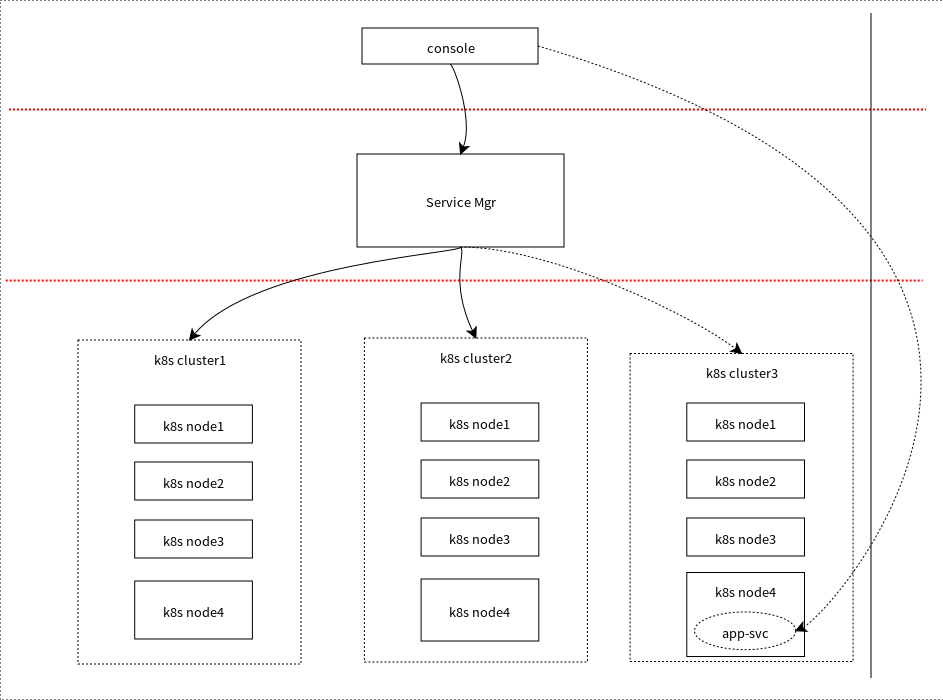 console
Service Mgr
k8s cluster1
k8s node1
k8s node2
k8s node3
k8s node4
k8s cluster2
k8s node1
k8s node2
k8s node3
k8s node4
k8s cluster3
k8s node1
k8s node2
k8s node3
k8s node4
app-svc